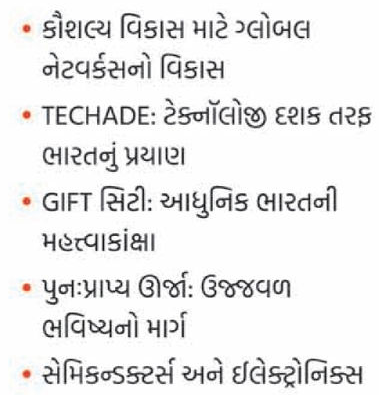 • કૌશલ્ય વિકાસ માટે ગ્લોબલ
નેટવર્કસનો વિકાસ
• TECHADE: ટેક્નૉલોજી દશક તરફ
ભારતનું પ્રયાણ
• GIFT સિટી: આધુનિક ભારતની
મહત્ત્વાકાંક્ષા
• પુનઃપ્રાપ્ય ઊર્જા: ઉજ્જવળ
ભવિષ્યનો માર્ગ
• સેમિકન્ડક્ટર્સ અને ઈલેક્ટ્રોનિક્સ